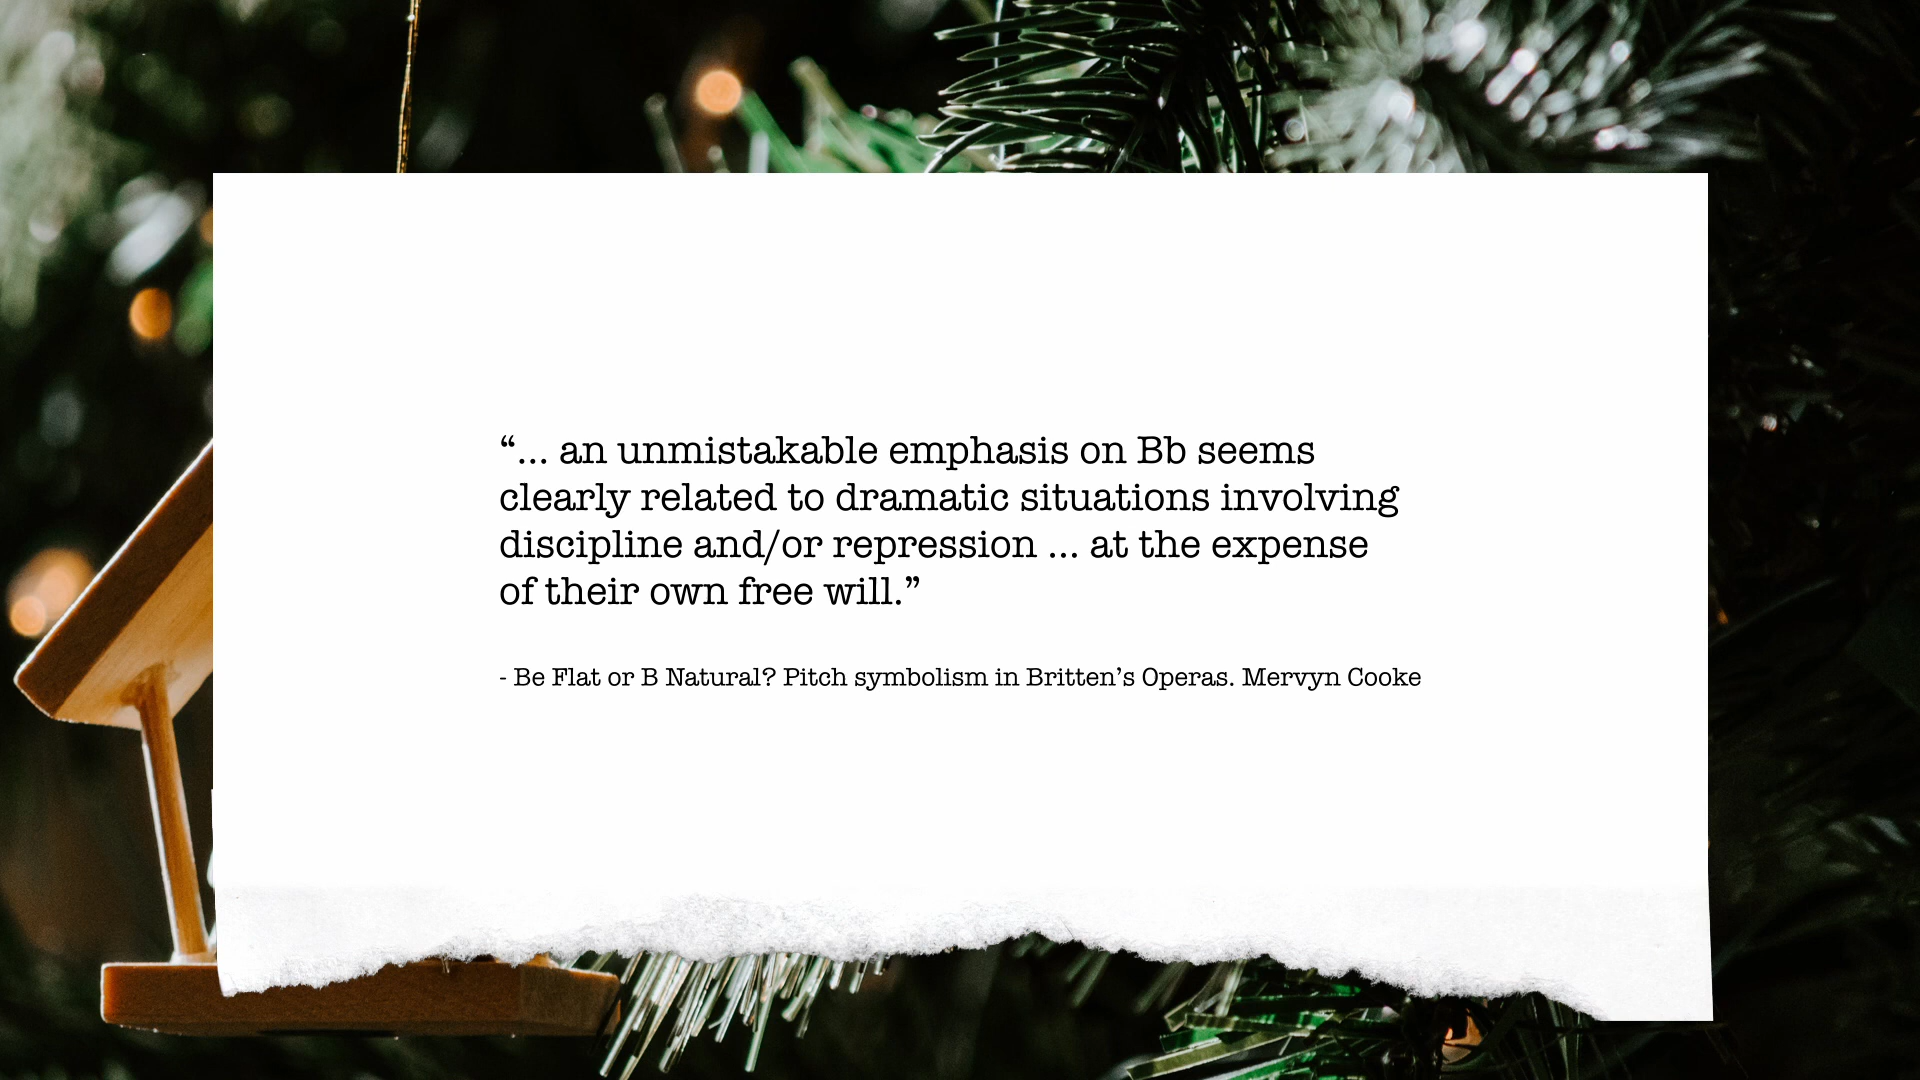 “... an unmistakable emphasis on Bb seems
clearly related to dramatic situations involving
discipline and/or repression ... at the expense
of their own free will.”
- Be Flat or B Natural? Pitch symbolism in Britten’s Operas. Mervyn Cooke